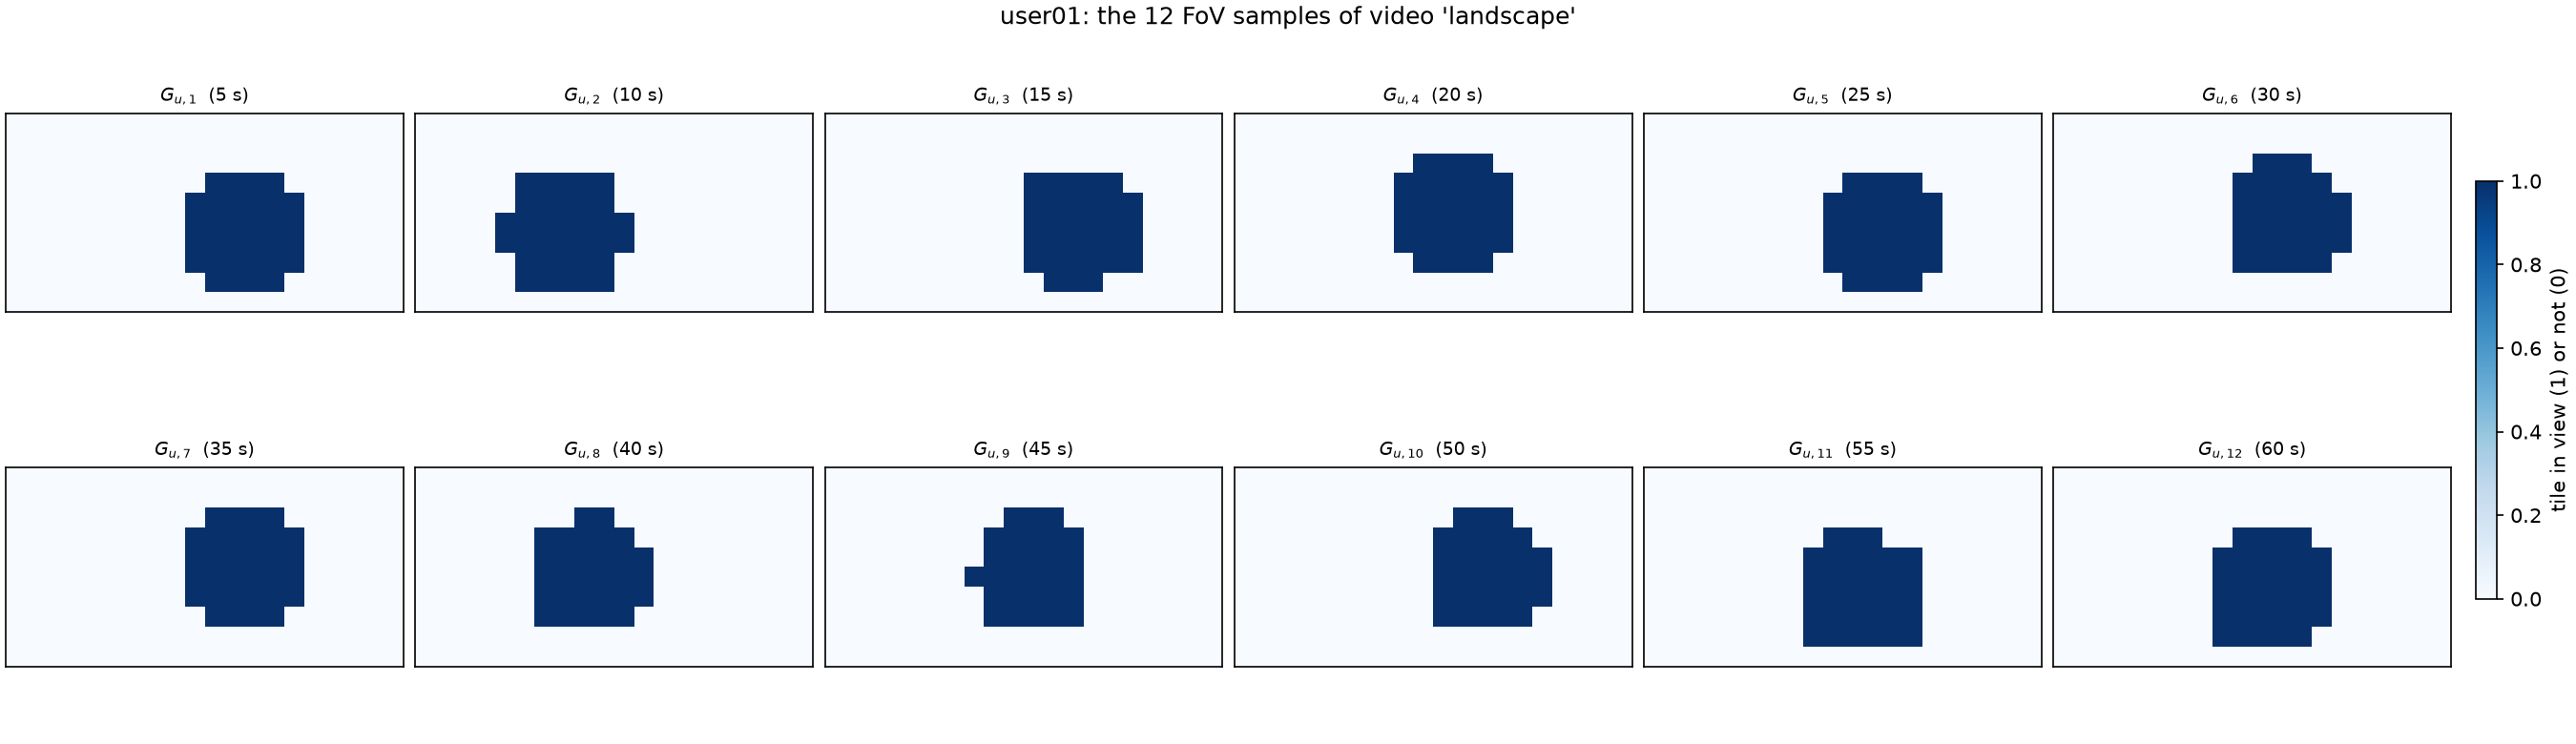 user01: the 12 FoV samples of video 'landscape'
G_{u,1} (5 s)
G_{u,2} (10 s)
G_{u,3} (15 s)
G_{u,4} (20 s)
G_{u,5} (25 s)
G_{u,6} (30 s)
G_{u,7} (35 s)
G_{u,8} (40 s)
G_{u,9} (45 s)
G_{u,10} (50 s)
G_{u,11} (55 s)
G_{u,12} (60 s)
1.0
0.8
0.6
0.4
0.2
0.0
tile in view (1) or not (0)